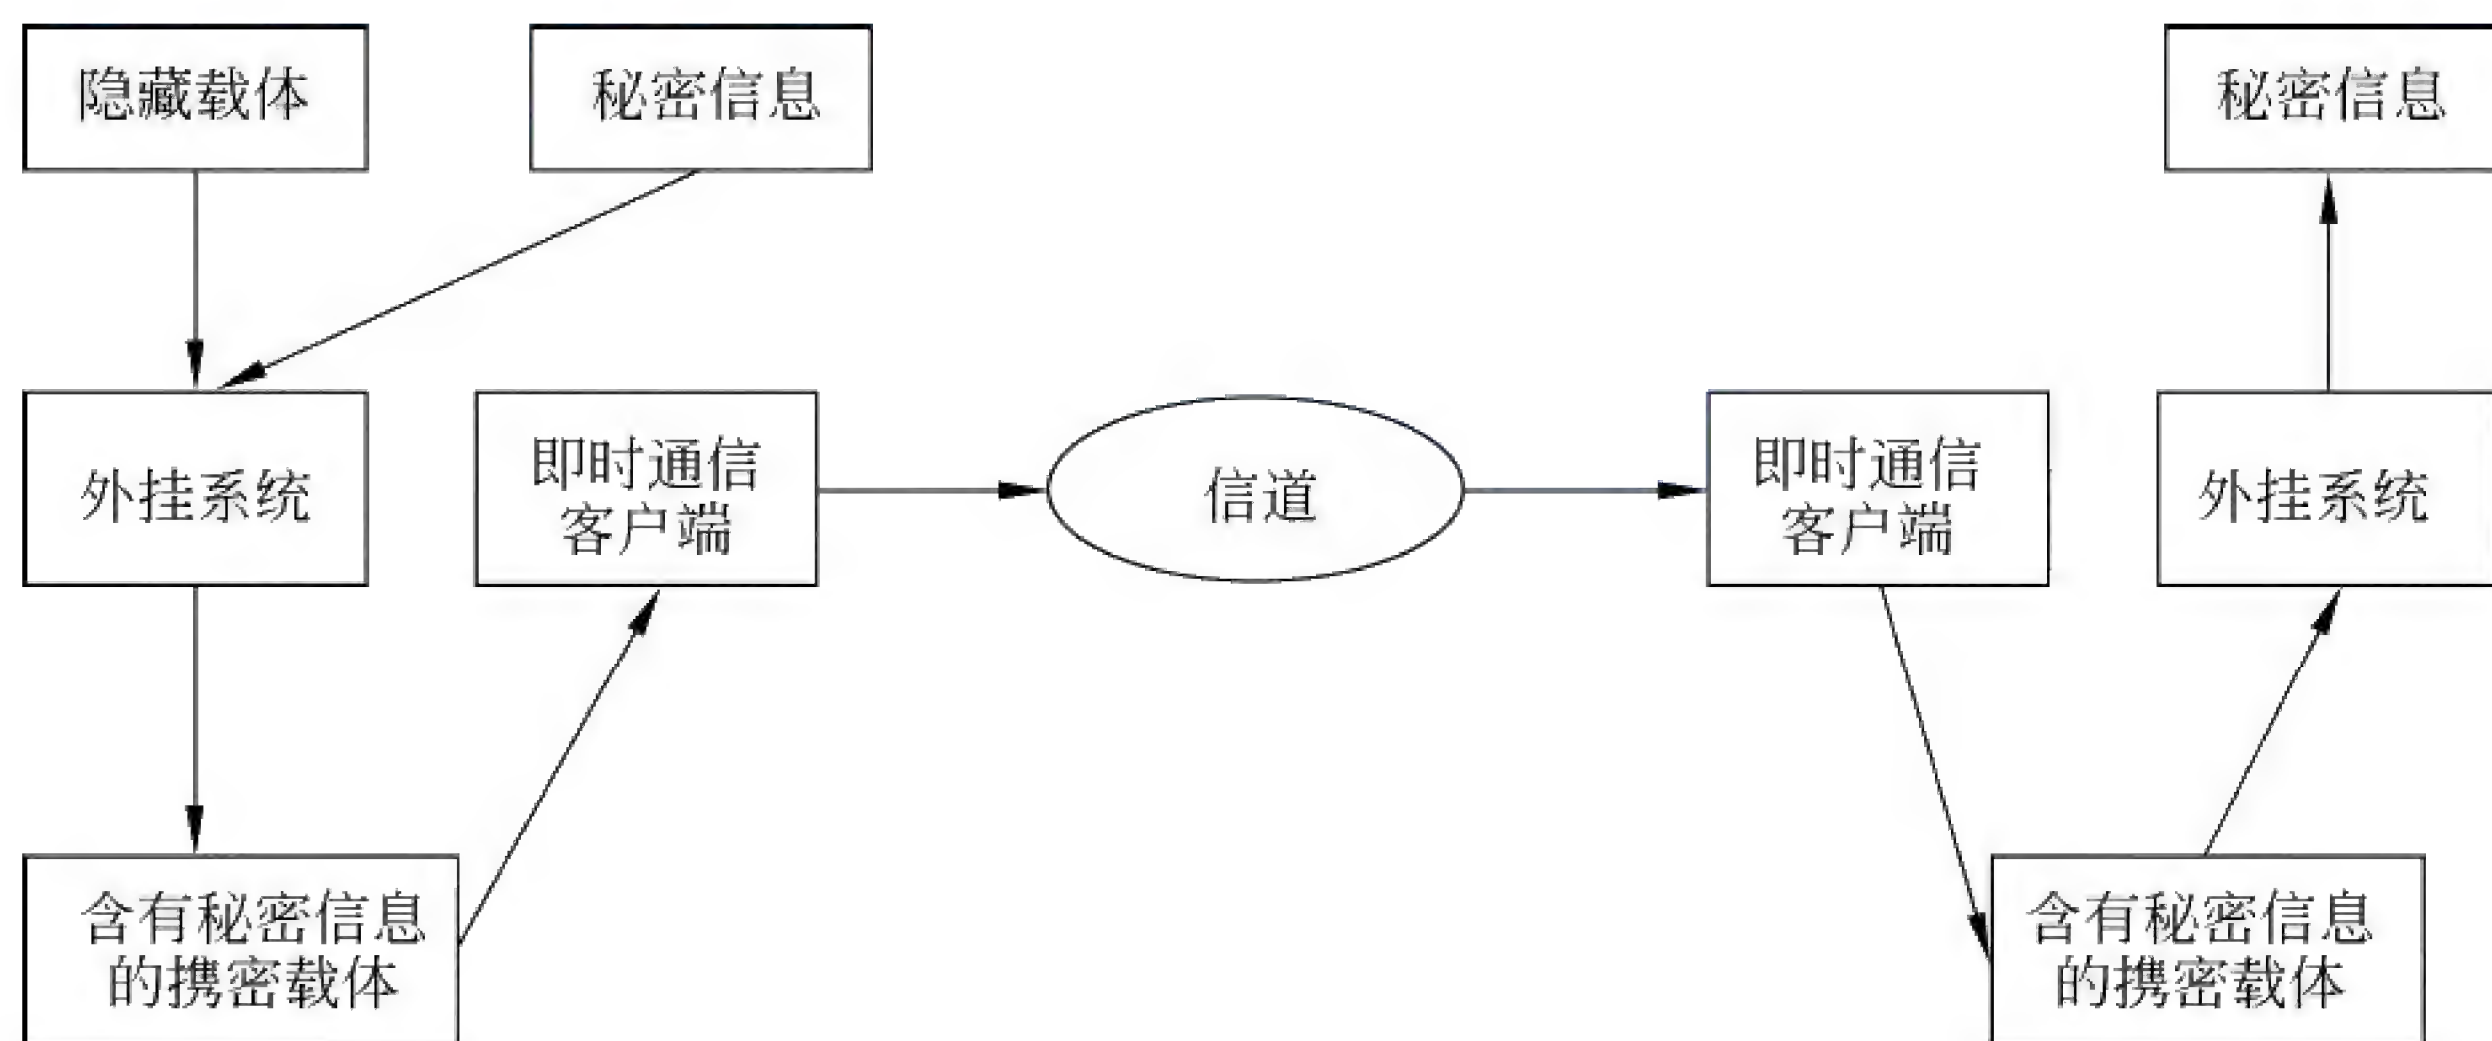 隐藏载体
秘密信息
秘密信息
外挂系统
即时通信
客户端
信道
即时通信
客户端
外挂系统
含有秘密信息
的携密载体
含有秘密信息
的携密载体